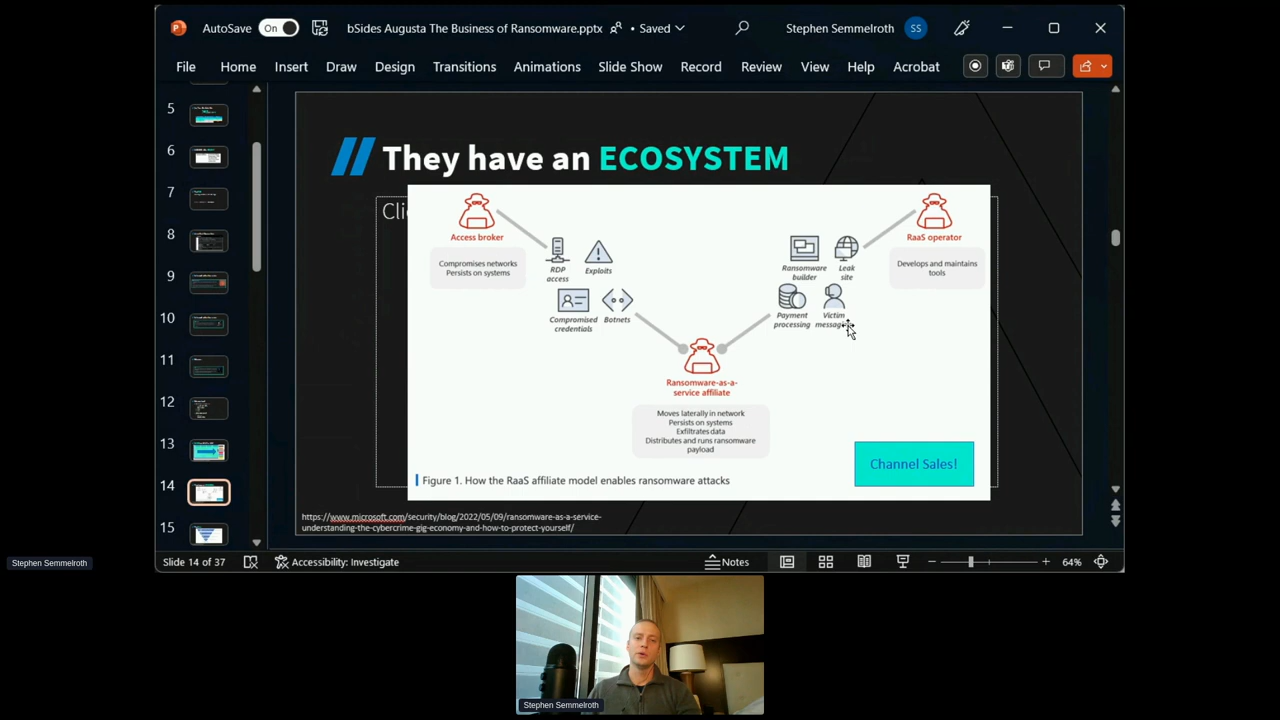 AutoSave On
bSides Augusta The Business of Ransomware.pptx
• Saved
Stephen Semmelroth
SS
File Home Insert Draw Design Transitions Animations Slide Show Record Review View Help Acrobat
5
6
7
8
9
10
11
12
13
14
15
They have an ECOSYSTEM
Clic
Access broker
Compromises networks
Persists on systems
RDP
access
Exploits
Compromised
credentials
Botnets
Ransomware
builder
Leak
site
Payment
processing
Victim
RaaS operator
Develops and maintains
tools
Ransomware-as-a-
service affiliate
Moves laterally in network
Persists on systems
Exfiltrates data
Distributes and runs ransomware
payload
Channel Sales!
Figure 1. How the RaaS affiliate model enables ransomware attacks
https://www.microsoft.com/security/blog/2022/05/09/ransomware-as-a-service-
understanding-the-cybercrime-gig-economy-and-how-to-protect-yourself/
Slide 14 of 37
Accessibility: Investigate
Notes
64%
Stephen Semmelroth
Stephen Semmelroth